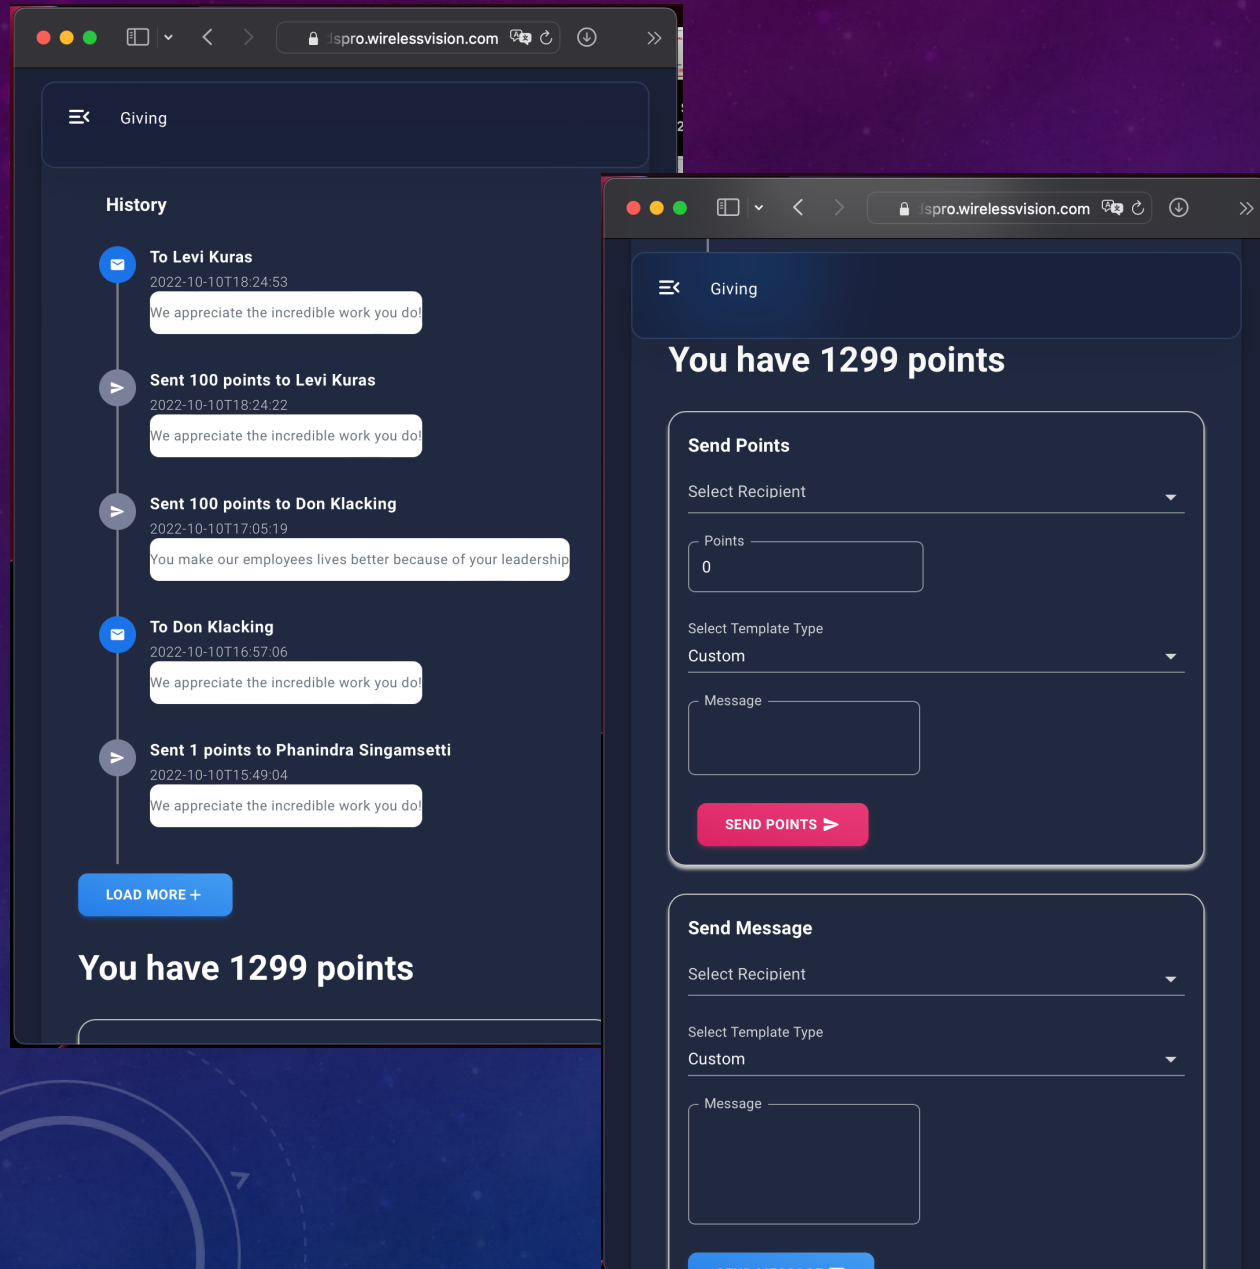 spro.wirelessvision.com
Giving
History
To Levi Kuras
2022-10-10T18:24:53
We appreciate the incredible work you do!
Sent 100 points to Levi Kuras
2022-10-10T18:24:22
We appreciate the incredible work you do!
Sent 100 points to Don Klacking
2022-10-10T17:05:19
You make our employees lives better because of your leadership
To Don Klacking
2022-10-10T16:57:06
We appreciate the incredible work you do!
Sent 1 points to Phanindra Singamsetti
2022-10-10T15:49:04
We appreciate the incredible work you do!
LOAD MORE +
You have 1299 points
spro.wirelessvision.com
Giving
You have 1299 points
Send Points
Select Recipient
Points
0
Select Template Type
Custom
Message
SEND POINTS
Send Message
Select Recipient
Select Template Type
Custom
Message